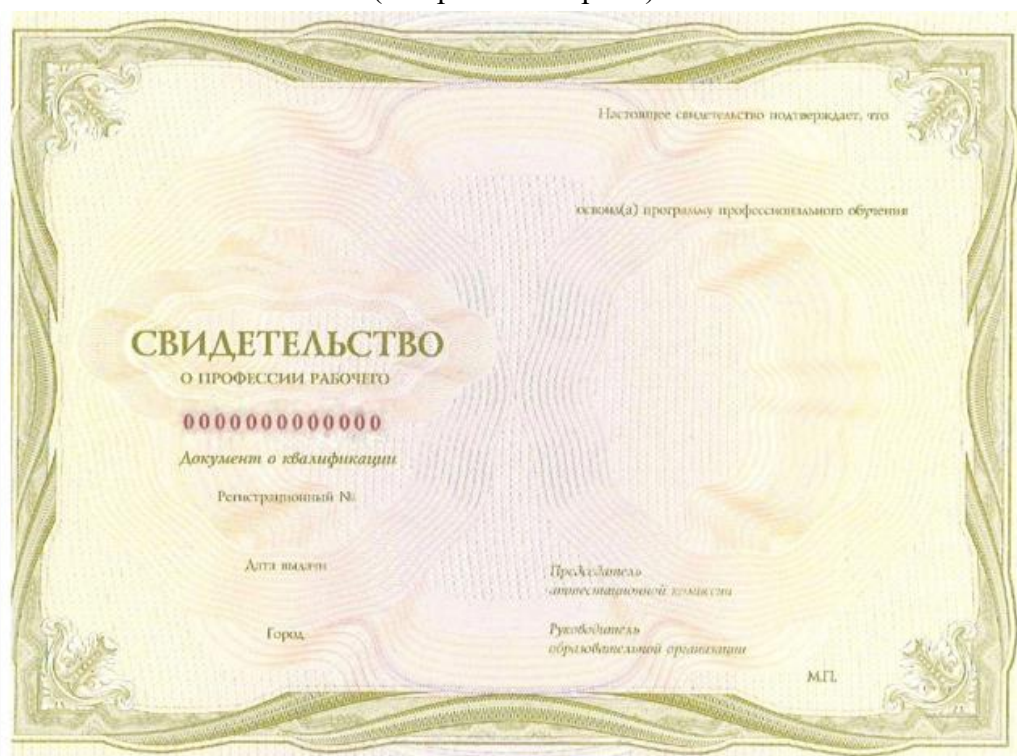 СВИДЕТЕЛЬСТВО
О ПРОФЕССИИ РАБОЧЕГО
0000000000000
Документ о квалификации
Регистрационный №
Дата выдачи
Город
Настоящее свидетельство подтверждает, что
освоил(а) программу профессионального обучения
Председатель
аттестационной комиссии
Руководитель
образовательной организации
М.П.